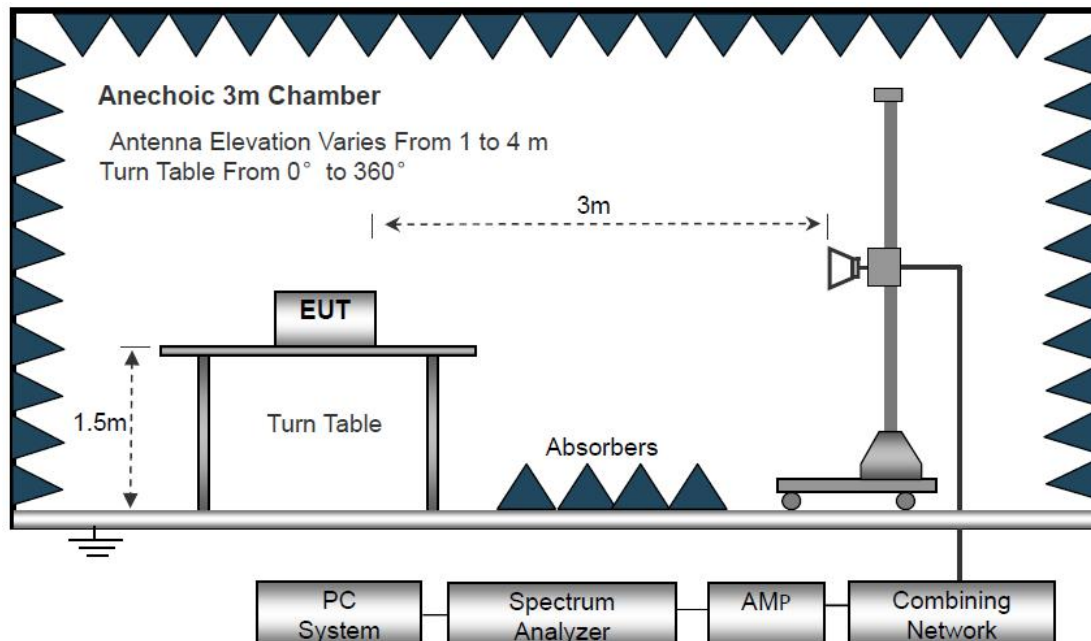 Anechoic 3m Chamber
Antenna Elevation Varies From 1 to 4 m
Turn Table From 0° to 360°
3m
EUT
1.5m
Turn Table
Absorbers
PC
System
Spectrum
Analyzer
AMP
Combining
Network